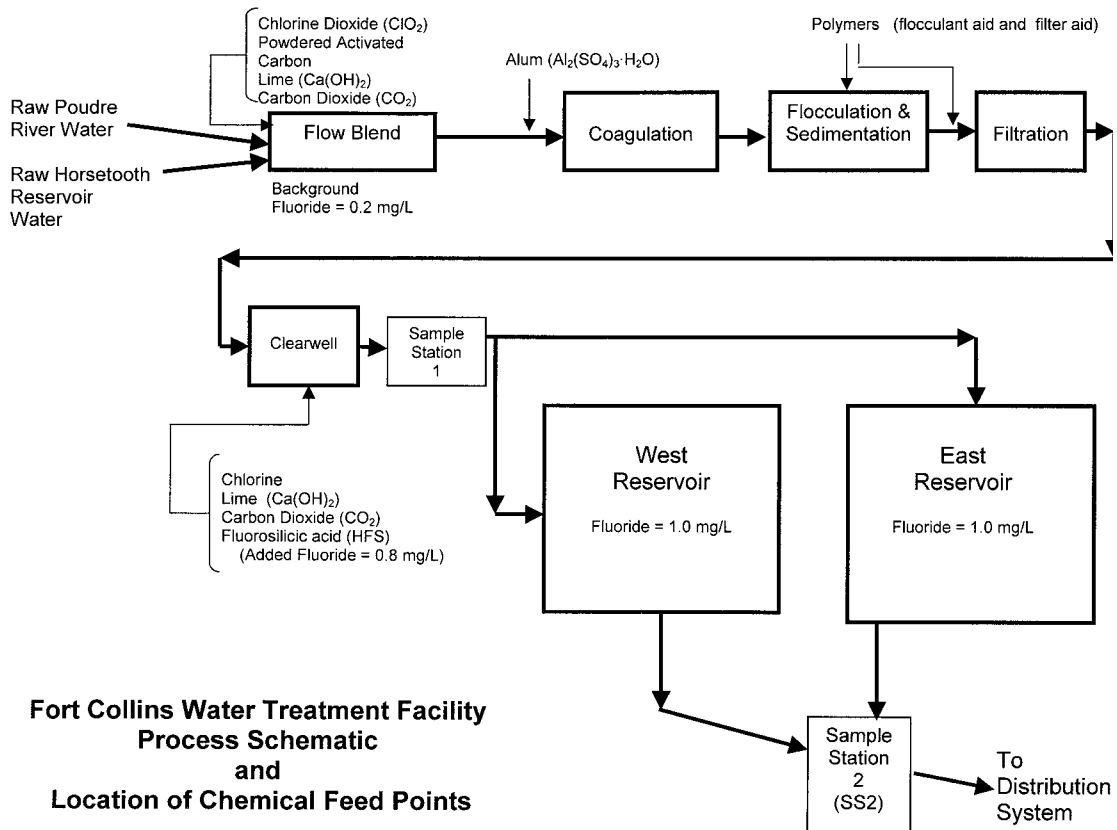 Chlorine Dioxide (ClO₂)
Powdered Activated
Carbon
Lime (Ca(OH)₂)
Carbon Dioxide (CO₂)
Polymers (flocculant aid and filter aid)
Alum (Al₂(SO₄)₃·H₂O)
Raw Poudre
River Water
Raw Horsetooth
Reservoir
Water
Flow Blend
Background
Fluoride = 0.2 mg/L
Coagulation
Flocculation &
Sedimentation
Filtration
Clearwell
Sample
Station
1
Chlorine
Lime (Ca(OH)₂)
Carbon Dioxide (CO₂)
Fluorosilicic acid (HFS)
(Added Fluoride = 0.8 mg/L)
West
Reservoir
Fluoride = 1.0 mg/L
East
Reservoir
Fluoride = 1.0 mg/L
Sample
Station
2
(SS2)
To
Distribution
System
Fort Collins Water Treatment Facility
Process Schematic
and
Location of Chemical Feed Points